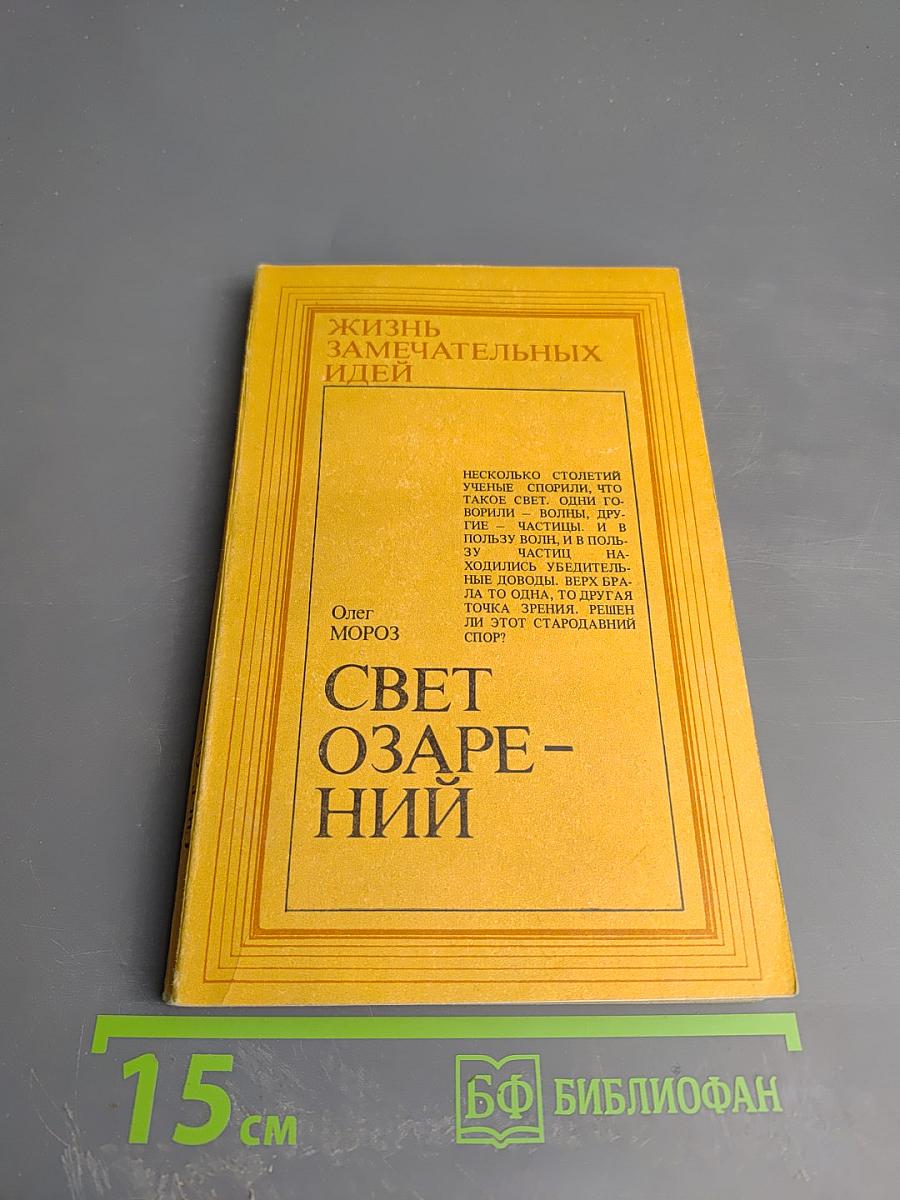 ЖИЗНЬ
ЗАМЕЧАТЕЛЬНЫХ
ИДЕЙ
НЕСКОЛЬКО СТОЛЕТИЙ
УЧЕНЫЕ СПОРИЛИ, ЧТО
ТАКОЕ СВЕТ. ОДНИ ГО-
ВОРИЛИ – ВОЛНЫ, ДРУ-
ГИЕ – ЧАСТИЦЫ. И В
ПОЛЬЗУ ВОЛН, И В ПОЛЬ-
ЗУ ЧАСТИЦ НА-
ХОДИЛИСЬ УБЕДИТЕЛЬ-
НЫЕ ДОВОДЫ. ВЕРХ БРА-
ЛА ТО ОДНА, ТО ДРУГАЯ
ТОЧКА ЗРЕНИЯ. РЕШЕН
ЛИ ЭТОТ СТАРОДАВНИЙ
СПОР?
Олег
МОРОЗ
СВЕТ
ОЗАРЕ–
НИЙ
15 см
БФ БИБЛИОФАН